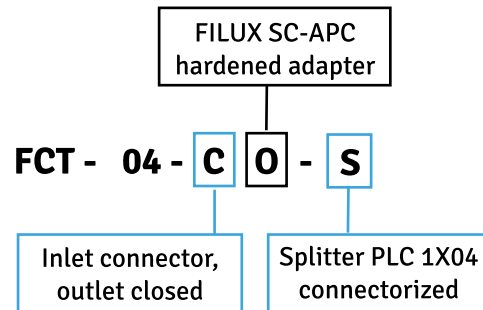 FILUX SC-APC
hardened adapter
FCT - 04 - C O - S
Inlet connector,
outlet closed
Splitter PLC 1X04
connectorized